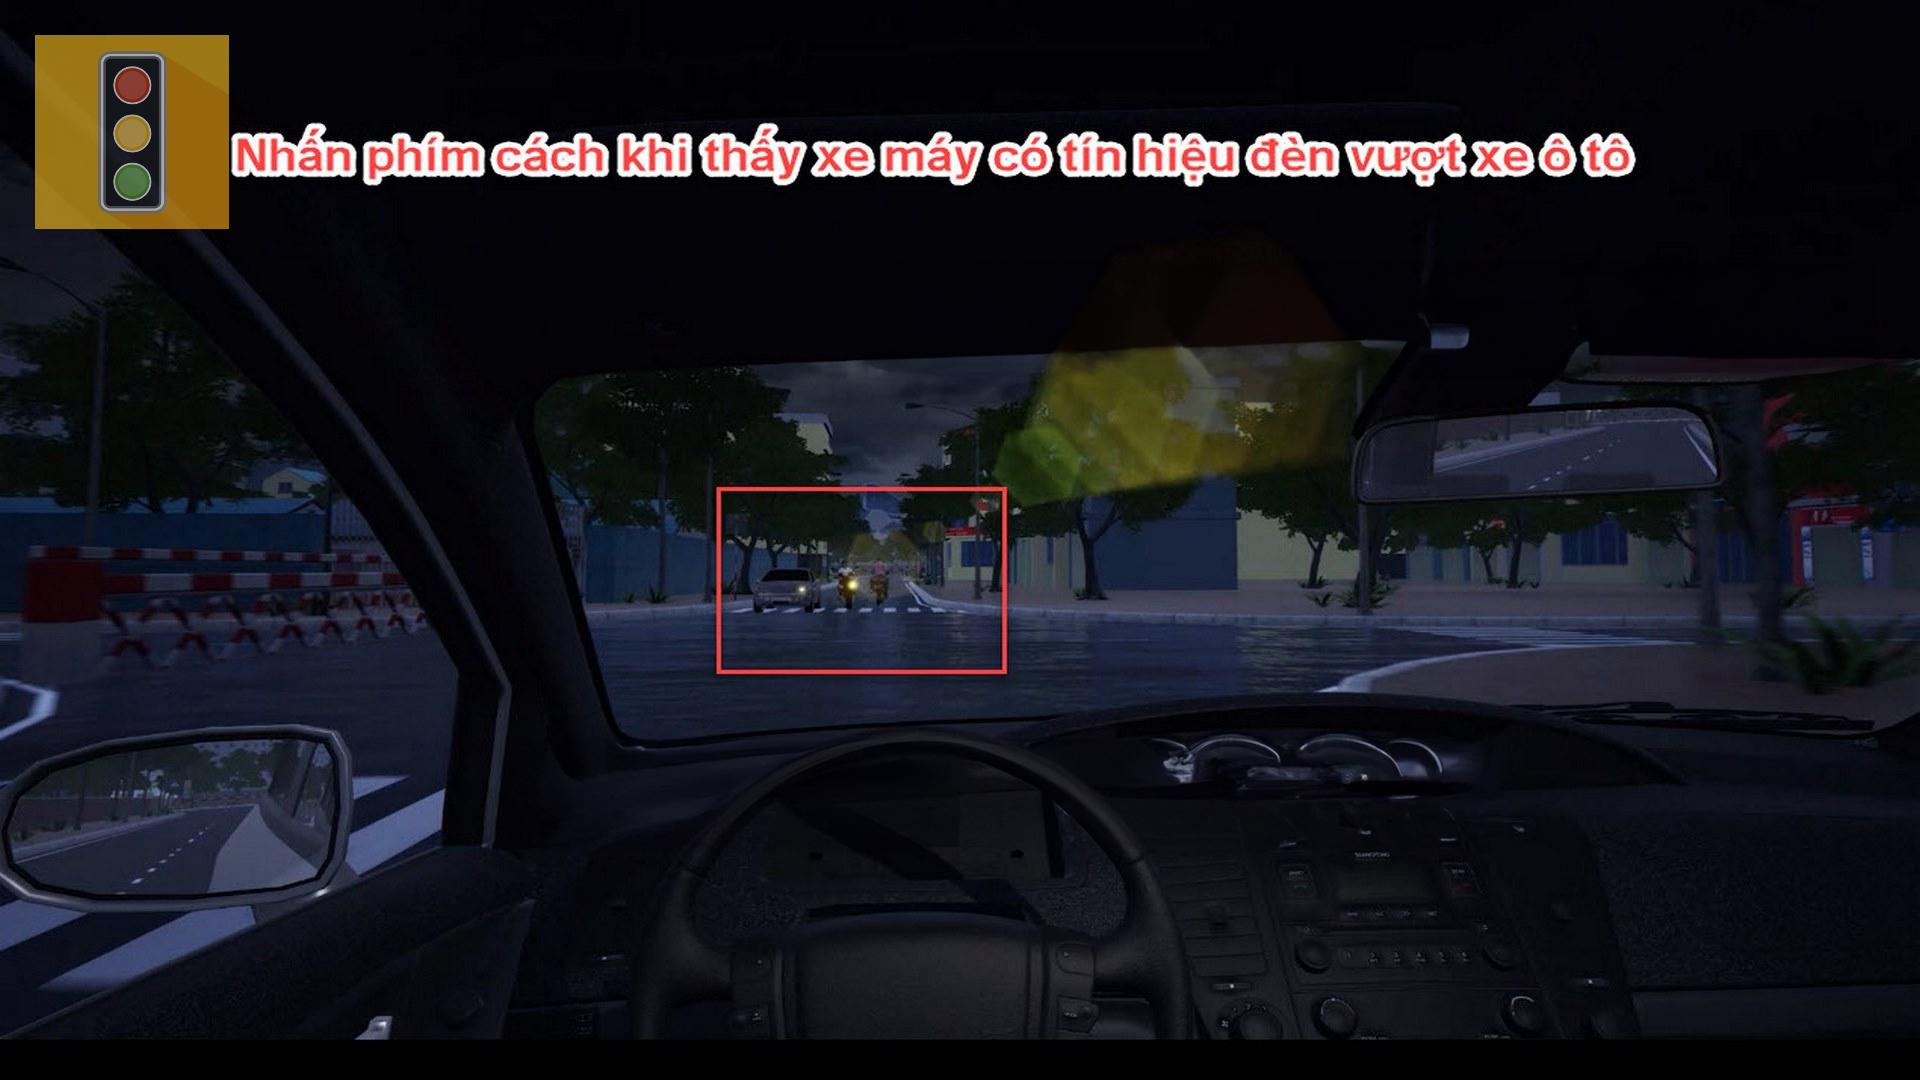 Nhấn phím cách khi thấy xe máy có tín hiệu đèn vượt xe ô tô